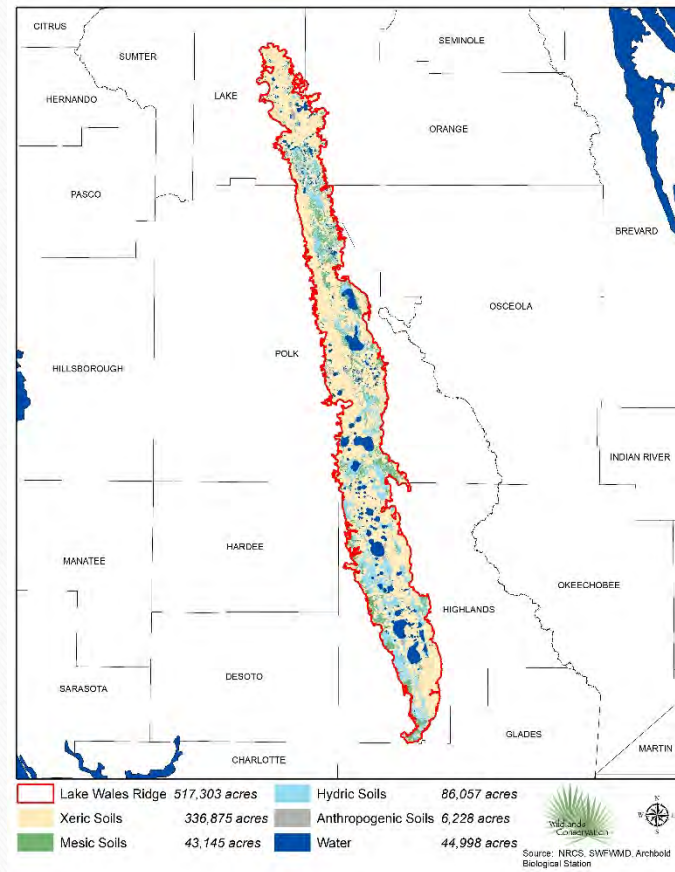 CITRUS
SUMTER
SEMINOLE
LAKE
HERNANDO
ORANGE
PASCO
BREVARD
OSCEOLA
POLK
HILLSBOROUGH
INDIAN RIVER
HARDEE
MANATEE
OKEECHOBEE
HIGHLANDS
DESOTO
SARASOTA
GLADES
MARTIN
CHARLOTTE
Lake Wales Ridge 517,303 acres
Xeric Soils 336,875 acres
Mesic Soils 43,145 acres
Hydric Soils 86,057 acres
Anthropogenic Soils 6,228 acres
Water 44,998 acres
Wildlands
Conservation
N
W E
S
Source: NRCS, SWFWMD, Archbold
Biological Station